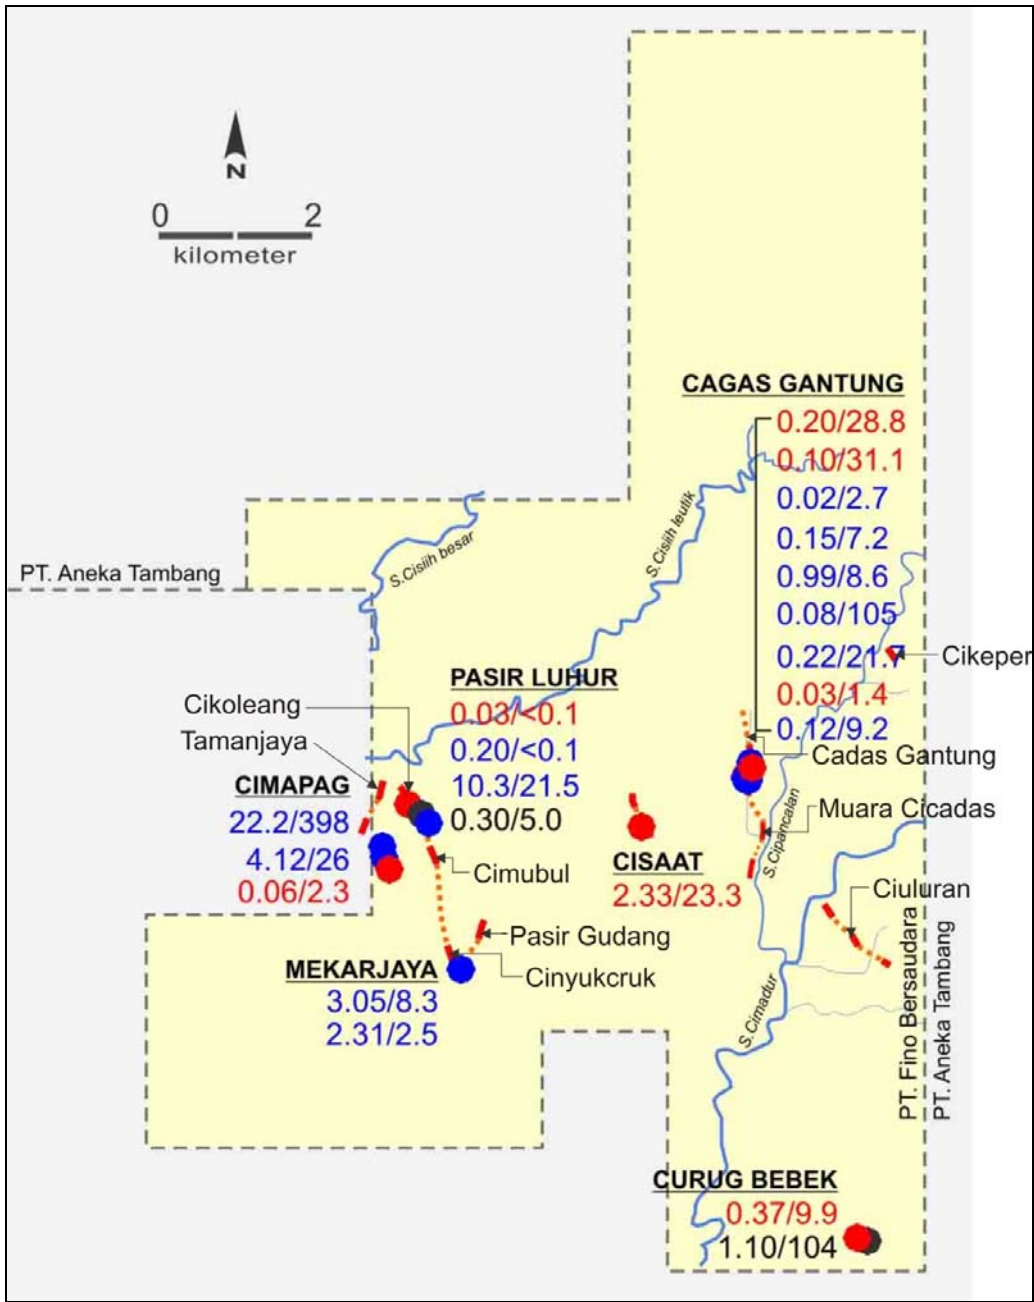 N
0 2
kilometer
CAGAS GANTUNG
0.20/28.8
0.10/31.1
0.02/2.7
0.15/7.2
0.99/8.6
0.08/105
0.22/21.7
0.03/1.4
0.12/9.2
S.Cisiih leutik
S.Cisiih besar
PT. Aneka Tambang
Cikeper
PASIR LUHUR
0.03/<0.1
0.20/<0.1
10.3/21.5
0.30/5.0
Cikoleang
Tamanjaya
CIMAPAG
22.2/398
4.12/26
0.06/2.3
Cadas Gantung
Muara Cicadas
S.Cipancalan
CISAAT
2.33/23.3
Cimubul
Ciuluran
Pasir Gudang
Cinyukcruk
MEKARJAYA
3.05/8.3
2.31/2.5
S.Cimadur
PT. Fino Bersaudara
PT. Aneka Tambang
CURUG BEBEK
0.37/9.9
1.10/104